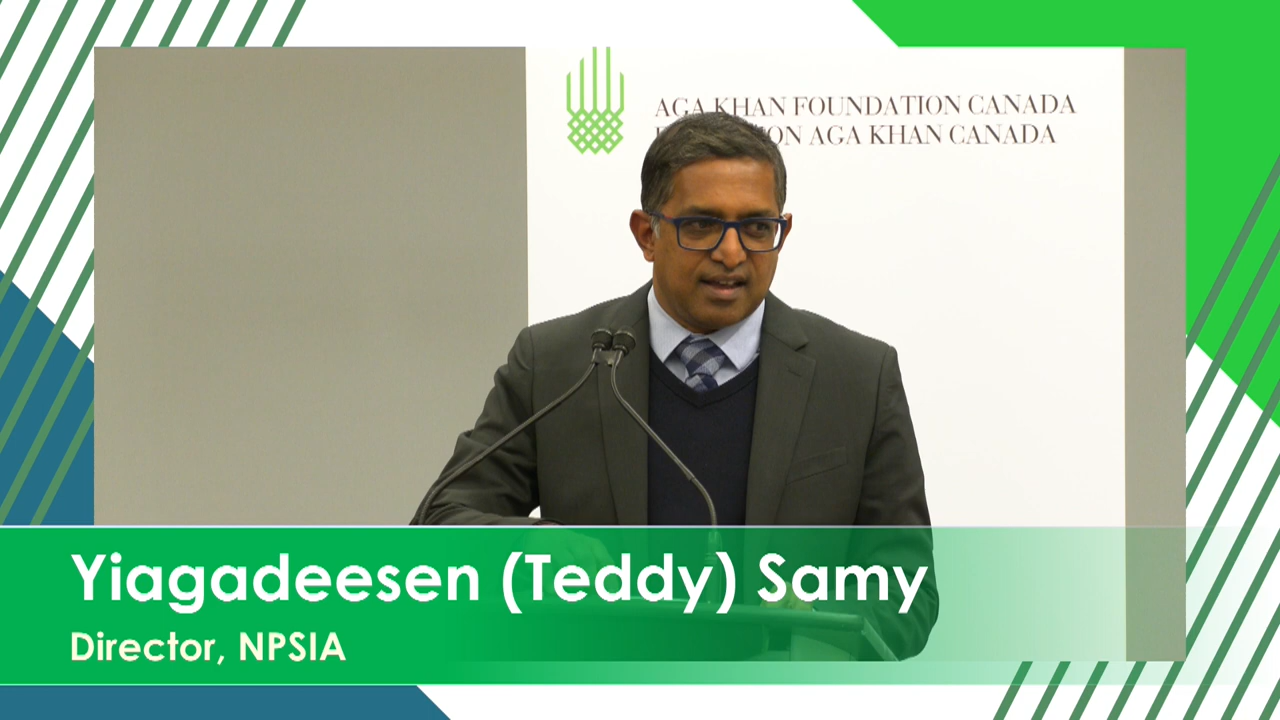 AGA KHAN FOUNDATION CANADA
ON AGA KHAN CANADA
Yiagadeesen (Teddy) Samy
Director, NPSIA